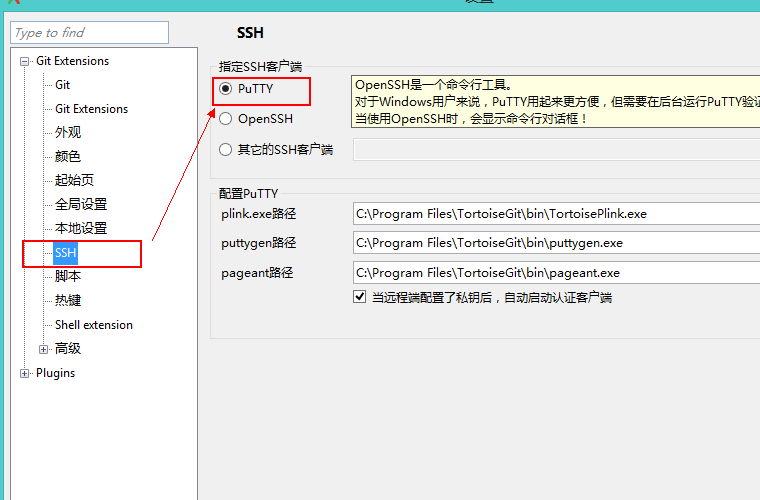 Type to find
SSH
Git Extensions
Git
Git Extensions
外观
颜色
起始页
全局设置
本地设置
SSH
脚本
热键
Shell extension
高级
Plugins
指定SSH客户端
PuTTY
OpenSSH
其它的SSH客户端
OpenSSH是一个命令行工具。
对于Windows用户来说，PuTTY用起来更方便，但需要在后台运行PuTTY验证
当使用OpenSSH时，会显示命令行对话框！
配置PuTTY
plink.exe路径
C:\Program Files\TortoiseGit\bin\TortoisePlink.exe
puttygen路径
C:\Program Files\TortoiseGit\bin\puttygen.exe
pageant路径
C:\Program Files\TortoiseGit\bin\pageant.exe
当远程端配置了私钥后，自动启动认证客户端